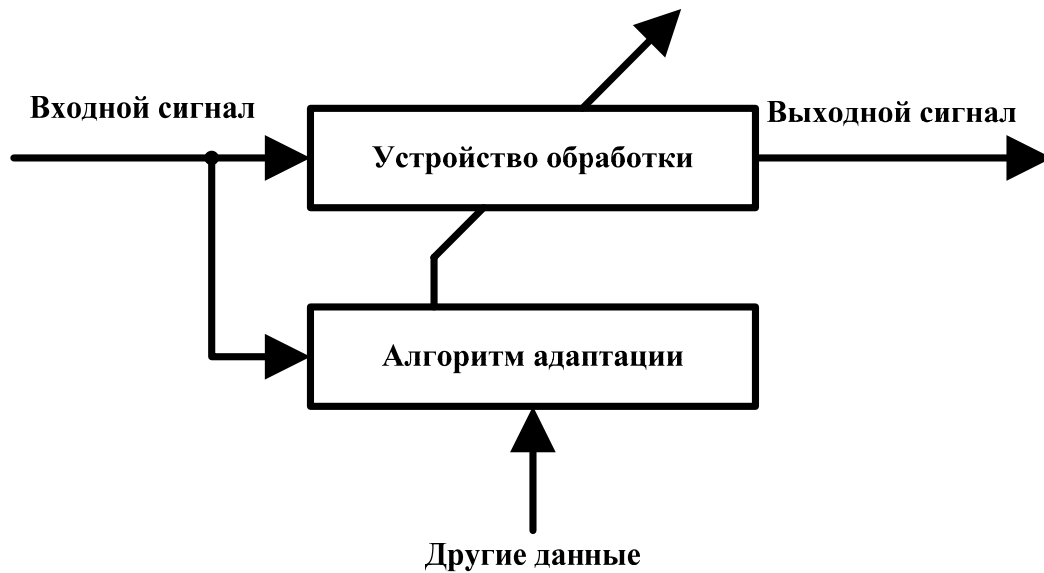 Входной сигнал
Выходной сигнал
Устройство обработки
Алгоритм адаптации
Другие данные